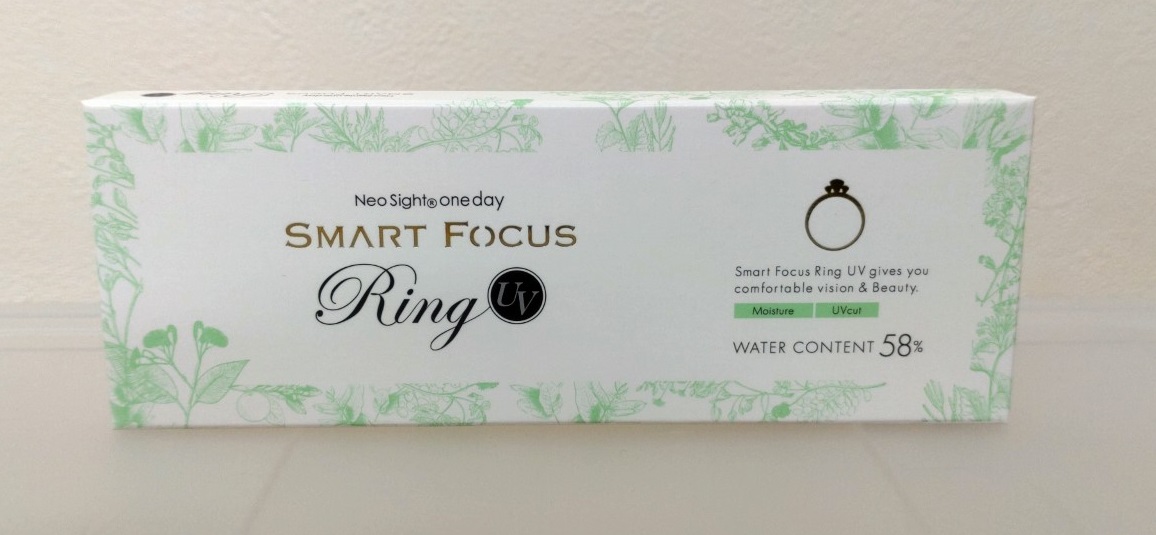 Neo Sight® one day
SMART FOCUS
Ring UV
Smart Focus Ring UV gives you
comfortable vision & Beauty.
Moisture UVcut
WATER CONTENT 58%